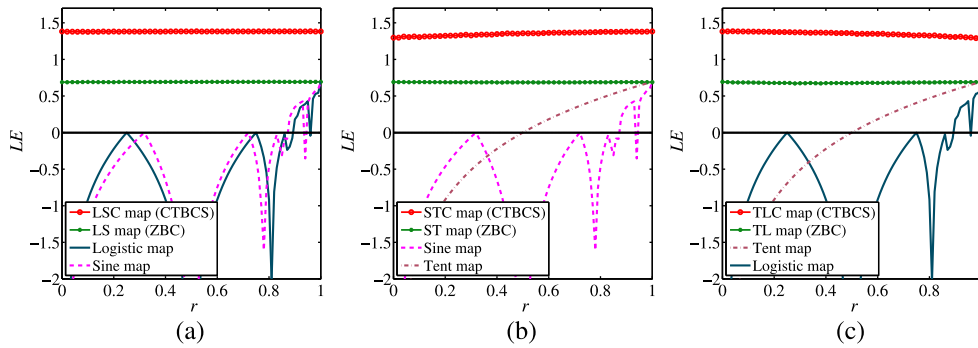 1.5
1
0.5
0
−0.5
−1
−1.5
−2
LE
LSC map (CTBCS)
LS map (ZBC)
Logistic map
Sine map
0 0.2 0.4 0.6 0.8 1
r
(a)
1.5
1
0.5
0
−0.5
−1
−1.5
−2
LE
STC map (CTBCS)
ST map (ZBC)
Sine map
Tent map
0 0.2 0.4 0.6 0.8 1
r
(b)
1.5
1
0.5
0
−0.5
−1
−1.5
−2
LE
TLC map (CTBCS)
TL map (ZBC)
Tent map
Logistic map
0 0.2 0.4 0.6 0.8
r
(c)